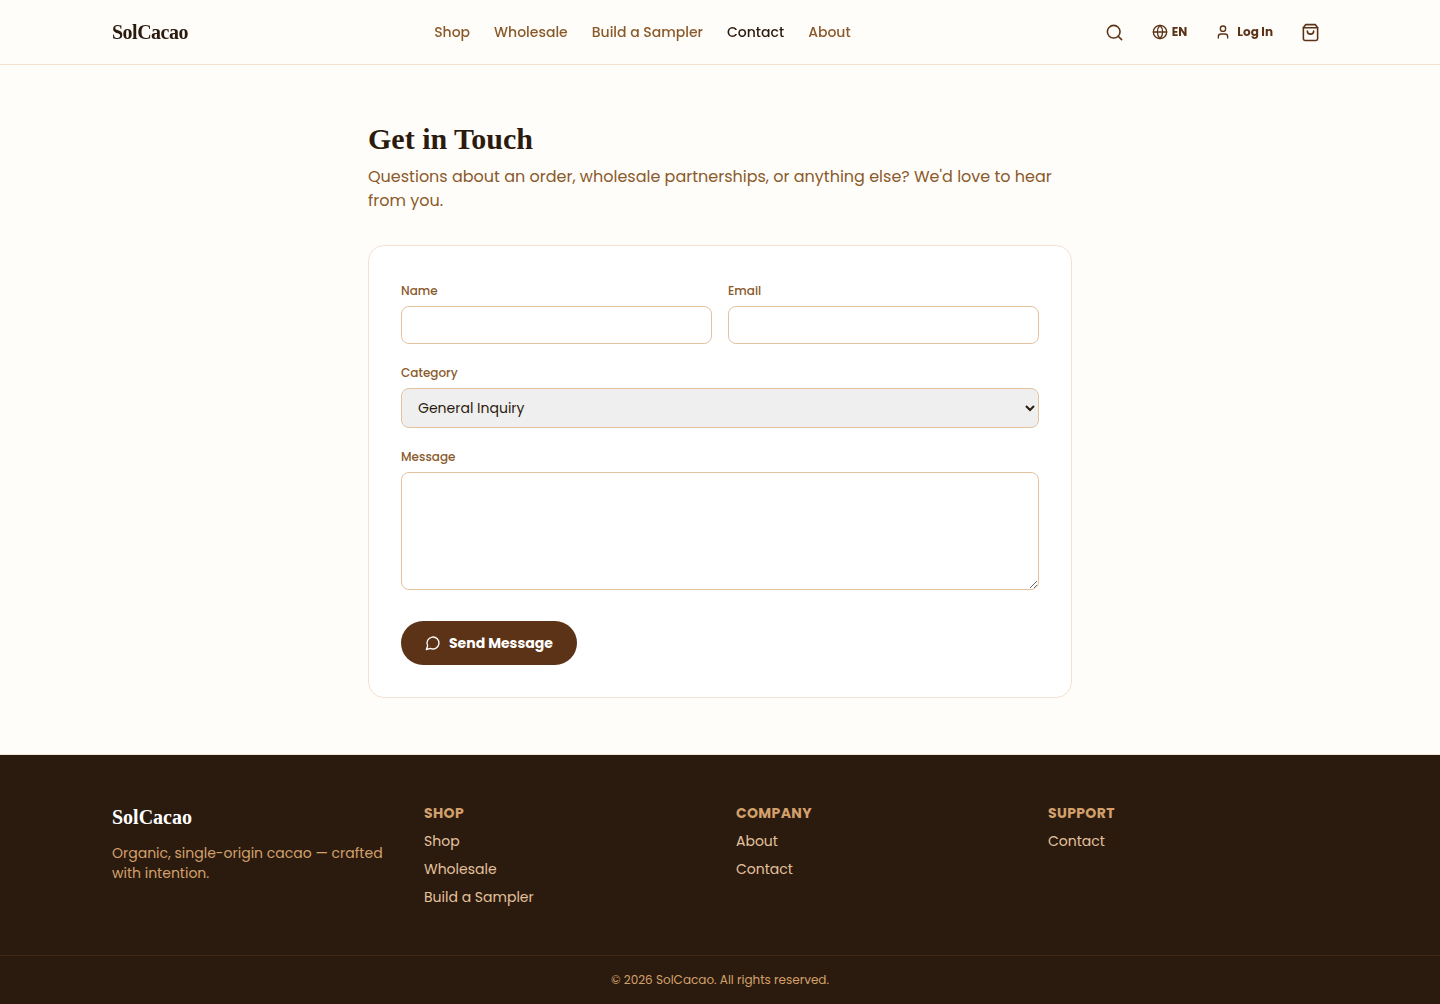 SolCacao
Shop
Wholesale
Build a Sampler
Contact
About
EN
Log In
Get in Touch
Questions about an order, wholesale partnerships, or anything else? We'd love to hear
from you.
Name
Email
Category
General Inquiry
Message
Send Message
SolCacao
Organic, single-origin cacao — crafted
with intention.
SHOP
Shop
Wholesale
Build a Sampler
COMPANY
About
Contact
SUPPORT
Contact
© 2026 SolCacao. All rights reserved.